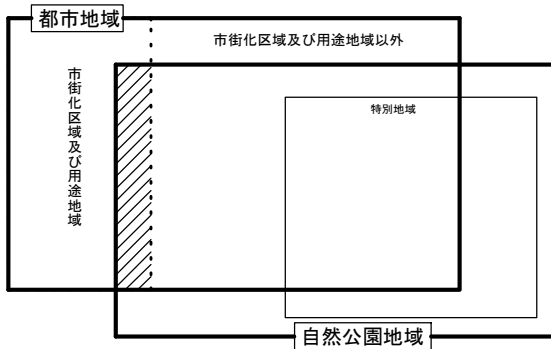 都市地域
市街化区域及び用途地域以外
市街化区域及び用途地域
特別地域
自然公園地域